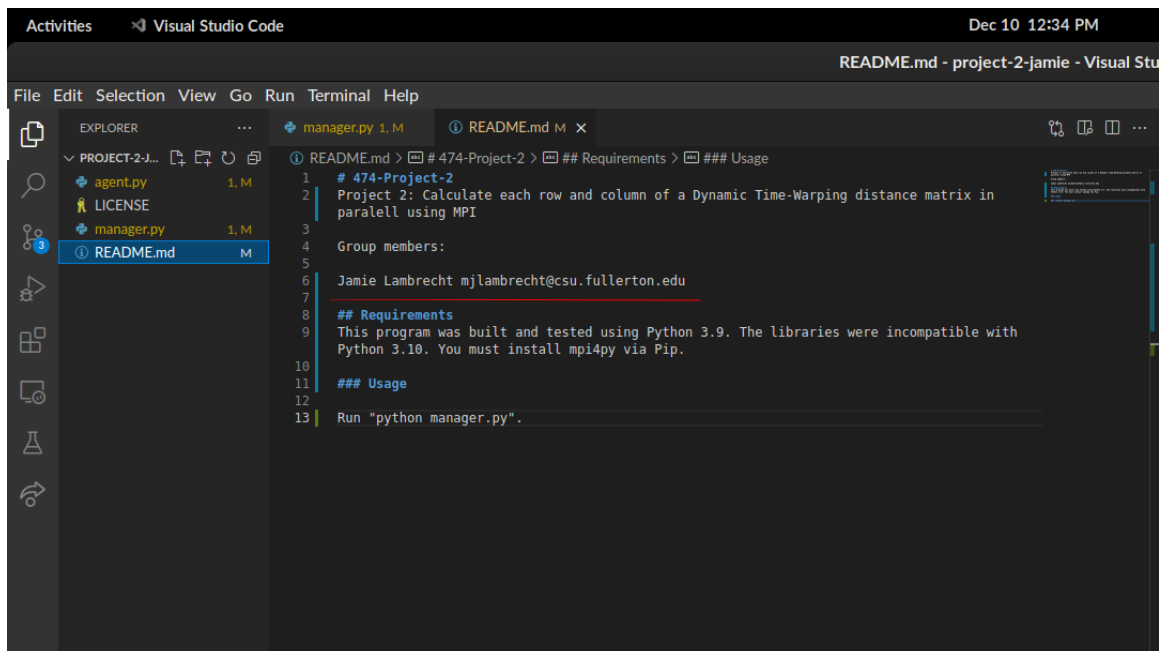 Activities Visual Studio Code Dec 10 12:34 PM
README.md - project-2-jamie - Visual Stu
File Edit Selection View Go Run Terminal Help
EXPLORER ...
PROJECT-2-J...
agent.py 1, M
LICENSE
manager.py 1, M
README.md M
3
manager.py 1, M README.md M
README.md > # 474-Project-2 > ## Requirements > ### Usage
1 # 474-Project-2
2 Project 2: Calculate each row and column of a Dynamic Time-Warping distance matrix in
paralell using MPI
3
4 Group members:
5
6 Jamie Lambrecht mjlambrecht@csu.fullerton.edu
7
8 ## Requirements
9 This program was built and tested using Python 3.9. The libraries were incompatible with
Python 3.10. You must install mpi4py via Pip.
10
11 ### Usage
12
13 Run "python manager.py".